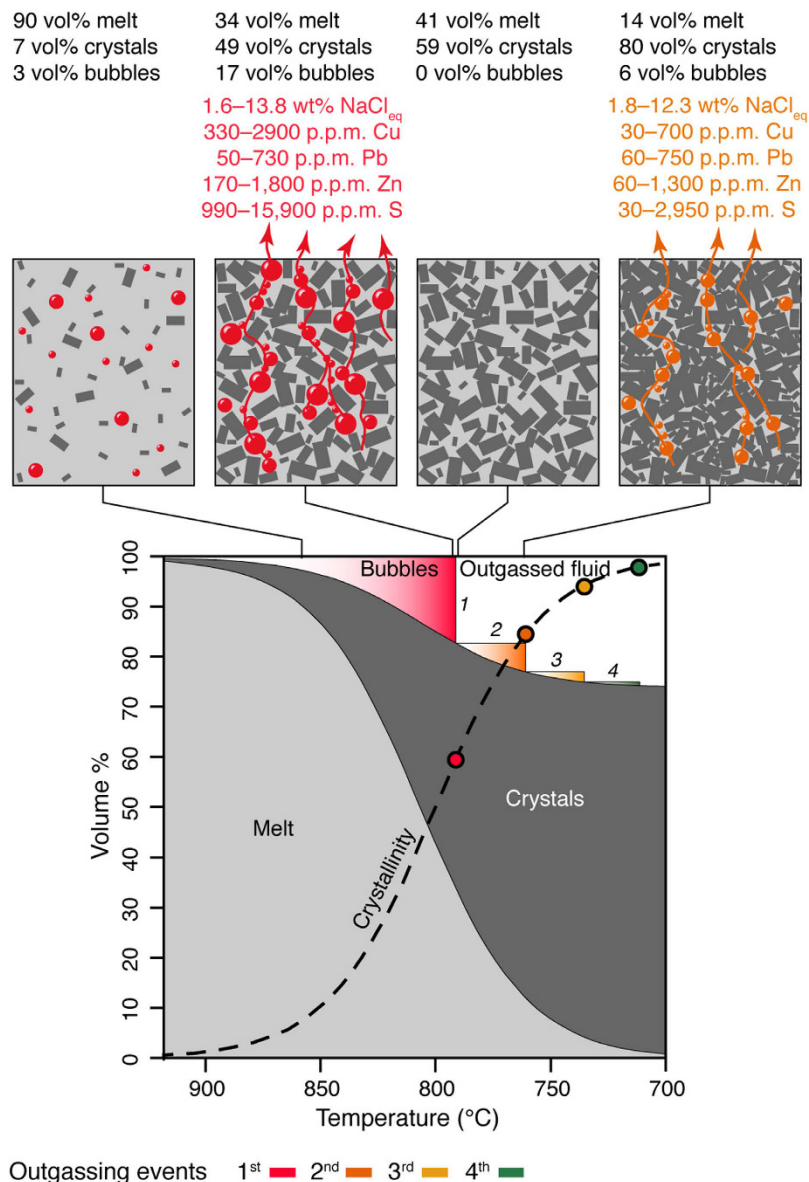 90 vol% melt
7 vol% crystals
3 vol% bubbles
34 vol% melt
49 vol% crystals
17 vol% bubbles
1.6–13.8 wt% NaCleq
330–2900 p.p.m. Cu
50–730 p.p.m. Pb
170–1,800 p.p.m. Zn
990–15,900 p.p.m. S
41 vol% melt
59 vol% crystals
0 vol% bubbles
14 vol% melt
80 vol% crystals
6 vol% bubbles
1.8–12.3 wt% NaCleq
30–700 p.p.m. Cu
60–750 p.p.m. Pb
60–1,300 p.p.m. Zn
30–2,950 p.p.m. S
Volume %
100
90
80
70
60
50
40
30
20
10
0
Bubbles
Outgassed fluid
1
2
3
4
Melt
Crystals
Crystallinity
900
850
800
750
700
Temperature (°C)
Outgassing events 1st 2nd 3rd 4th